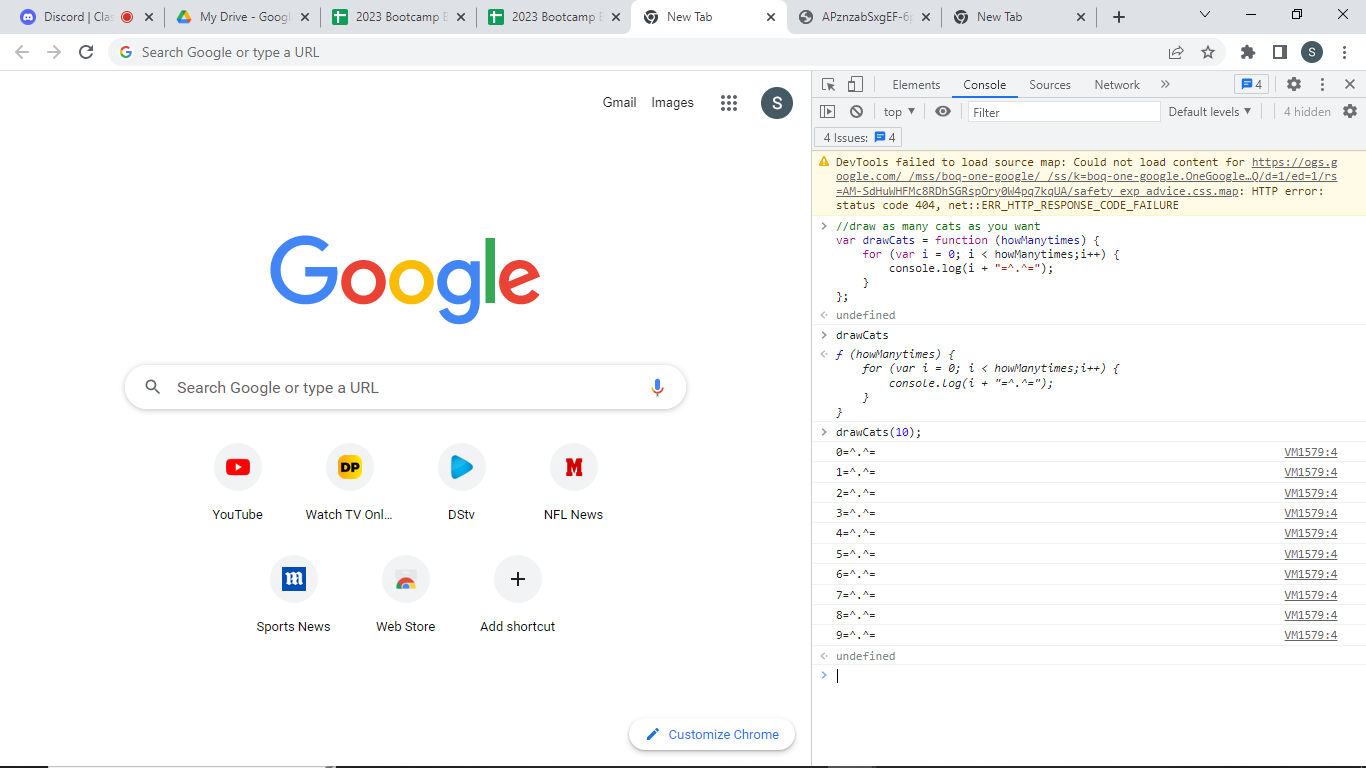 Discord | Clas
My Drive - Googl
2023 Bootcamp E
2023 Bootcamp E
New Tab
APznzabSxgEF-6p
New Tab
Search Google or type a URL
S
Gmail Images S
Google
Search Google or type a URL
DP
YouTube
Watch TV Onl...
DStv
M
NFL News
m
Sports News
Web Store
Add shortcut
Customize Chrome
Elements Console Sources Network 4
top Filter Default levels 4 hidden
4 Issues: 4
DevTools failed to load source map: Could not load content for https://ogs.g
oogle.com/_/mss/boq-one-google/_/ss/k=boq-one-google.OneGoogle…Q/d=1/ed=1/rs
=AM-SdHuWHFMc8RDhSGRspOry0W4pq7kqUA/safety_exp_advice.css.map: HTTP error:
status code 404, net::ERR_HTTP_RESPONSE_CODE_FAILURE
//draw as many cats as you want
var drawCats = function (howManytimes) {
for (var i = 0; i < howManytimes;i++) {
console.log(i + "=^.^=");
}
};
undefined
drawCats
ƒ (howManytimes) {
for (var i = 0; i < howManytimes;i++) {
console.log(i + "=^.^=");
}
}
drawCats(10);
0=^.^= VM1579:4
1=^.^= VM1579:4
2=^.^= VM1579:4
3=^.^= VM1579:4
4=^.^= VM1579:4
5=^.^= VM1579:4
6=^.^= VM1579:4
7=^.^= VM1579:4
8=^.^= VM1579:4
9=^.^= VM1579:4
undefined